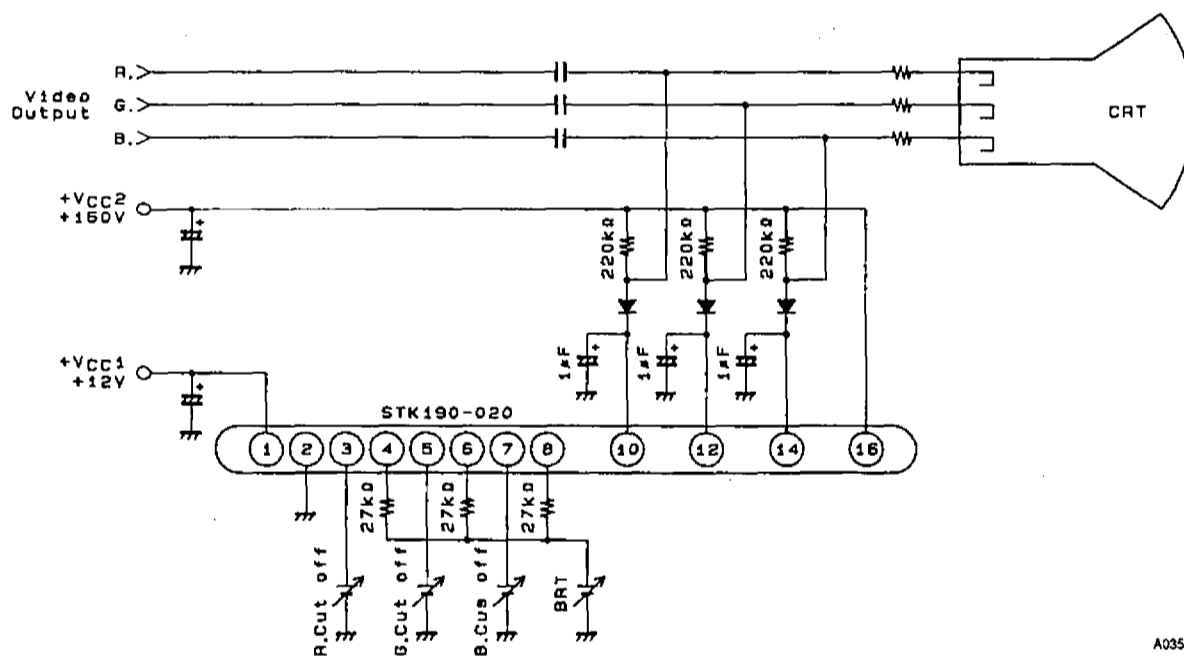 R.
Video
Output
G.
B.
CRT
+VCC2
+150V
220kΩ
220kΩ
220kΩ
+
+VCC1
+12V
+
1μF
+
1μF
+
1μF
+
STK190-020
1
2
3
4
5
6
7
8
10
12
14
16
27kΩ
27kΩ
27kΩ
R.Cut off
G.Cut off
B.Cus off
BRT
A035